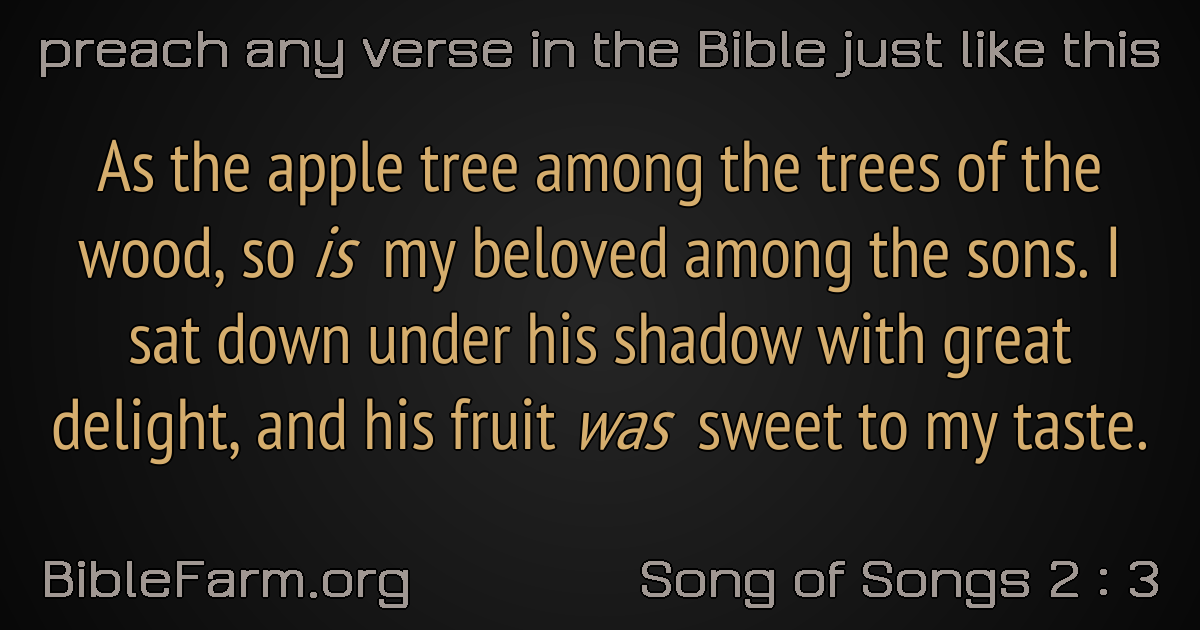 preach any verse in the Bible just like this
As the apple tree among the trees of the
wood, so is my beloved among the sons. I
sat down under his shadow with great
delight, and his fruit was sweet to my taste.
BibleFarm.org
Song of Songs 2 : 3